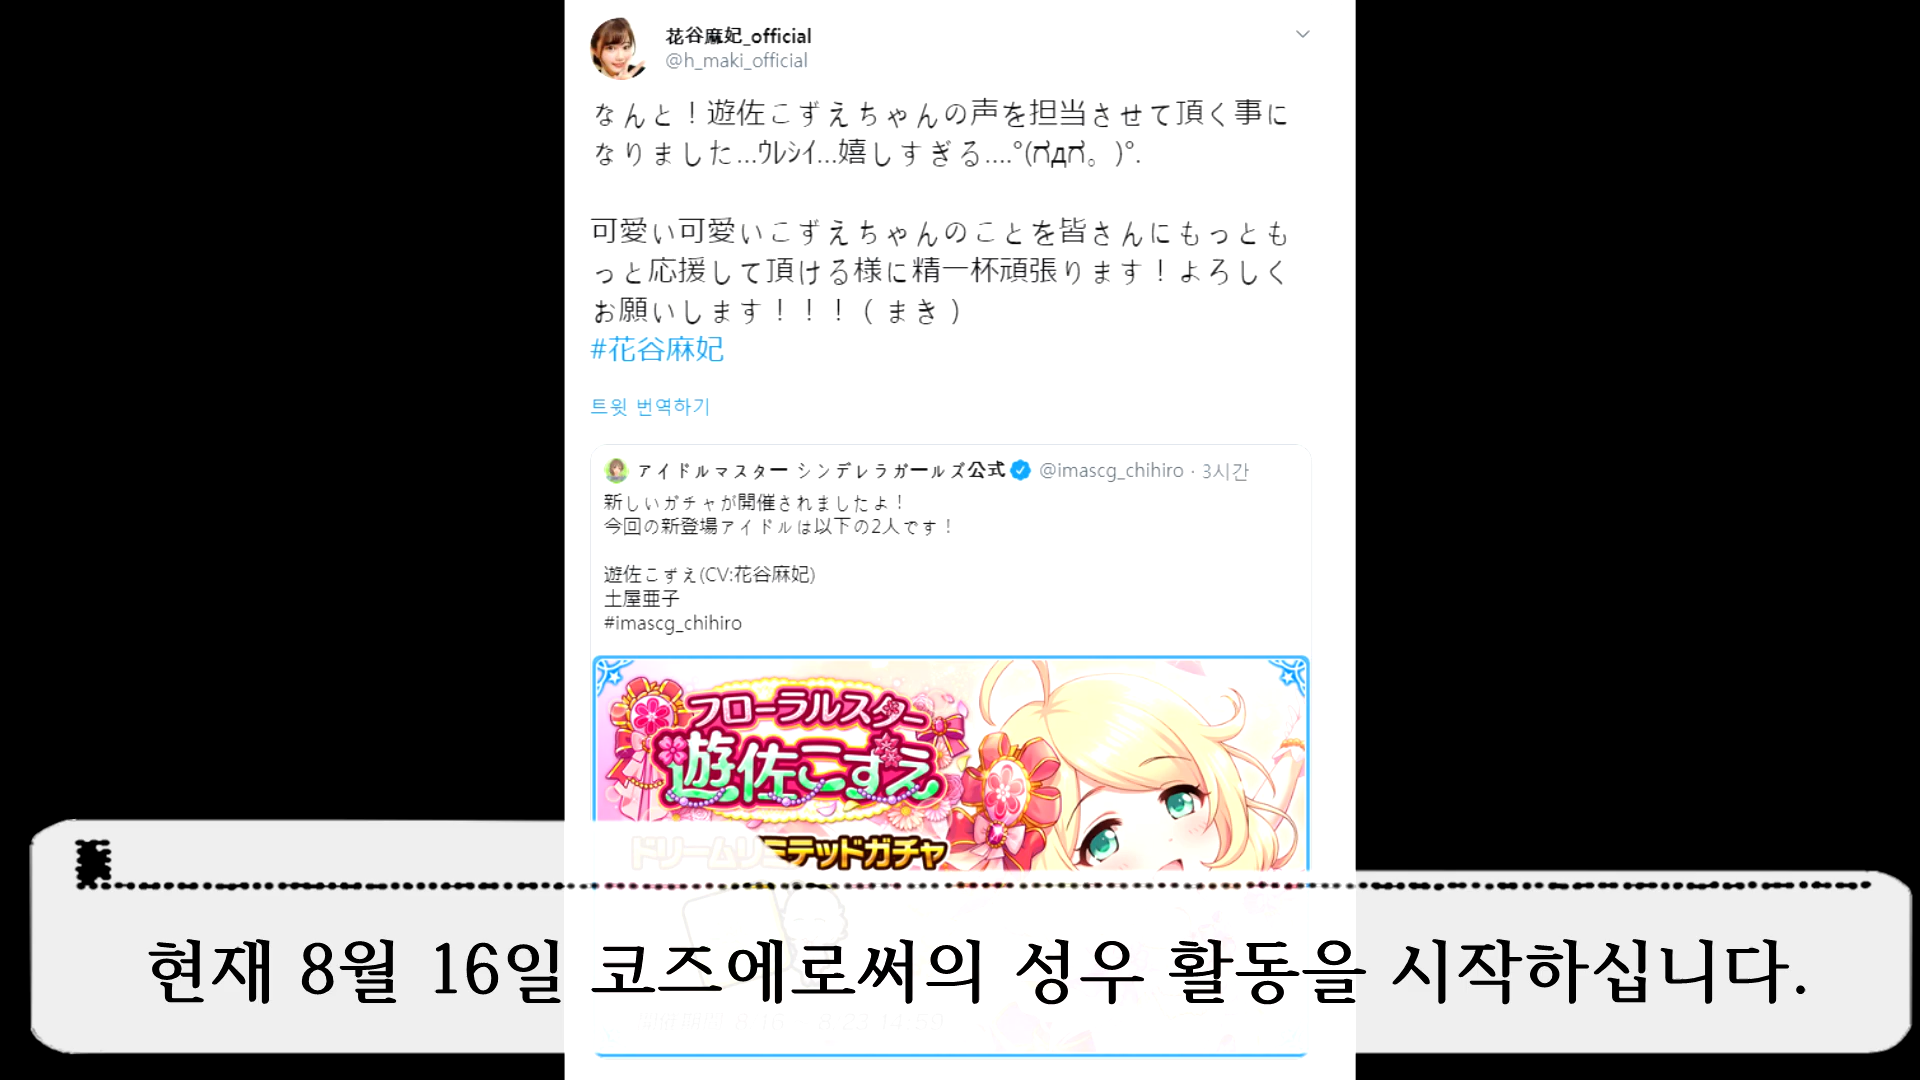 花谷麻妃_official
@h_maki_official
なんと！遊佐こずえちゃんの声を担当させて頂く事に
なりました...ｳﾚｼｲ...嬉しすぎる....°(ಗдಗ。)°.
可愛い可愛いこずえちゃんのことを皆さんにもっとも
っと応援して頂ける様に精一杯頑張ります！よろしく
お願いします！！！（まき）
#花谷麻妃
트윗 번역하기
アイドルマスター シンデレラガールズ公式 @imascg_chihiro · 3시간
新しいガチャが開催されましたよ！
今回の新登場アイドルは以下の2人です！
遊佐こずえ(CV:花谷麻妃)
土屋亜子
#imascg_chihiro
フローラルスター
遊佐こずえ
ドリームリミテッドガチャ
현재 8월 16일 코즈에로써의 성우 활동을 시작하십니다.